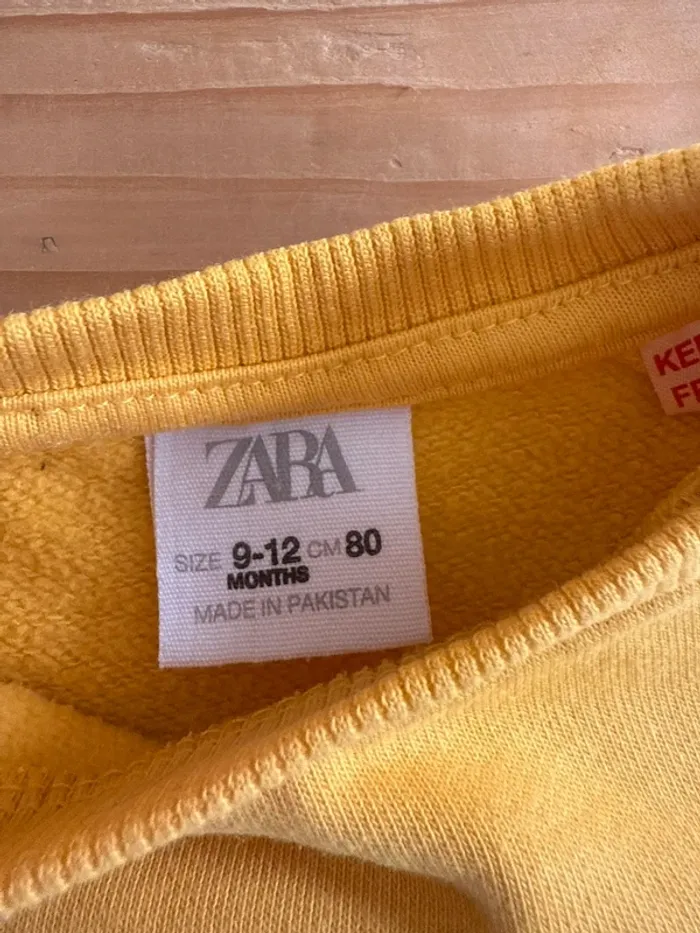 ZARA
SIZE 9-12 CM 80
MONTHS
MADE IN PAKISTAN